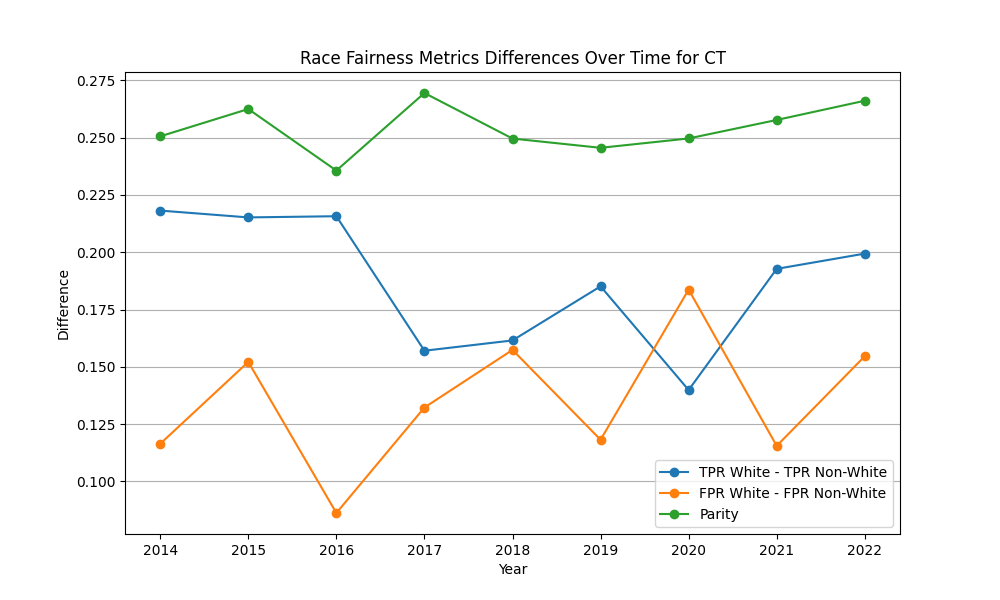 Race Fairness Metrics Differences Over Time for CT
0.275
0.250
0.225
0.200
0.175
0.150
0.125
0.100
Difference
TPR White - TPR Non-White
FPR White - FPR Non-White
Parity
2014 2015 2016 2017 2018 2019 2020 2021 2022
Year